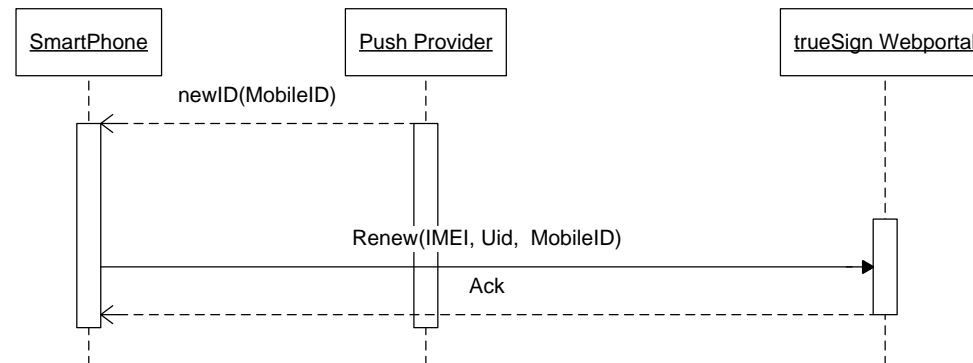 SmartPhone
Push Provider
trueSign Webportal
newID(MobileID)
Renew(IMEI, Uid, MobileID)
Ack